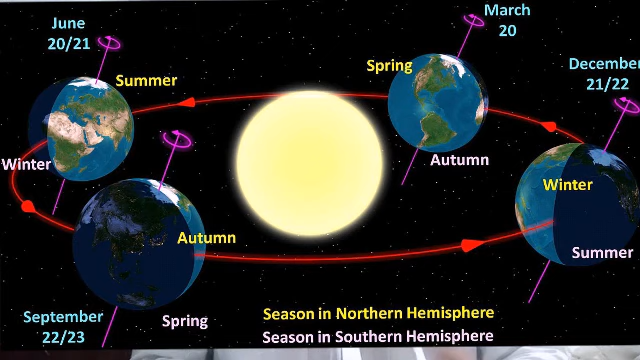 June
20/21
Summer
Winter
March
20
Spring
Autumn
December
21/22
Winter
Summer
Autumn
Spring
September
22/23
Season in Northern Hemisphere
Season in Southern Hemisphere